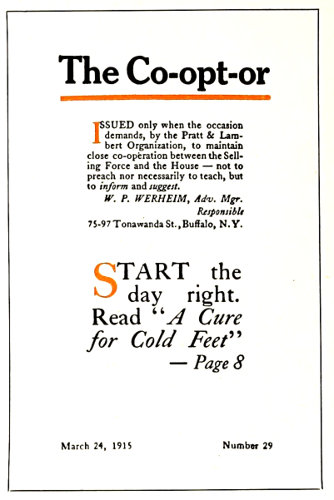 The Co-opt-or
ISSUED only when the occasion
demands, by the Pratt & Lam-
bert Organization, to maintain
close co-operation between the Sell-
ing Force and the House — not to
preach nor necessarily to teach, but
to inform and suggest.
W. P. WERHEIM, Adv. Mgr.
Responsible
75-97 Tonawanda St., Buffalo, N. Y.
START the
day right.
Read "A Cure
for Cold Feet"
— Page 8
March 24, 1915 Number 29